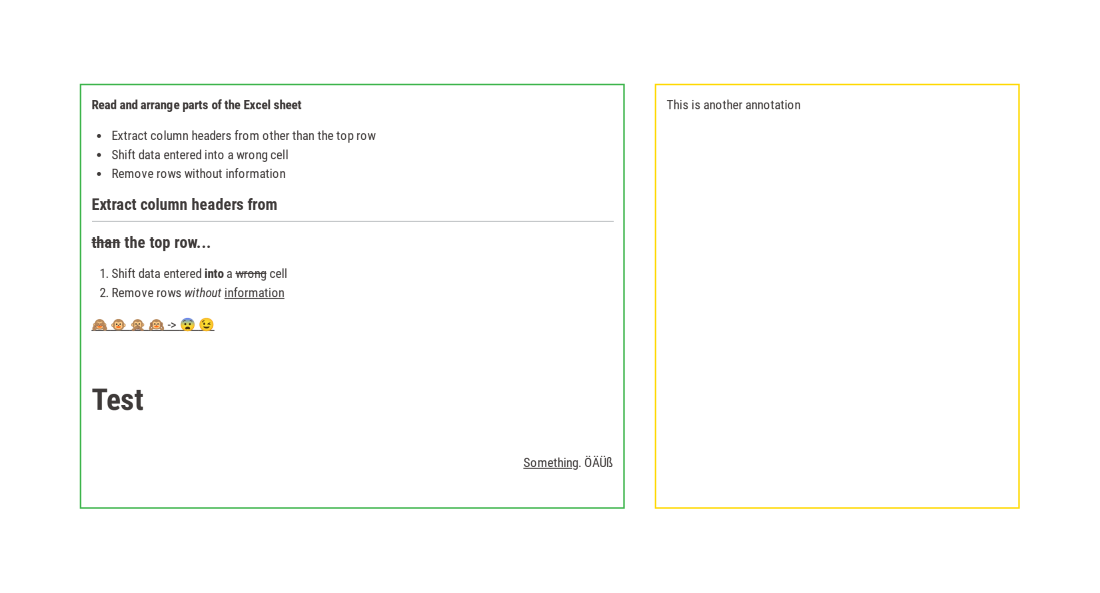 Read and arrange parts of the Excel sheet
• Extract column headers from other than the top row
• Shift data entered into a wrong cell
• Remove rows without information
Extract column headers from
than the top row...
1. Shift data entered into a wrong cell
2. Remove rows without information
🙈 🐵 🙊 🙉 -> 😨 😉
Test
Something. ÖÄÜß
This is another annotation